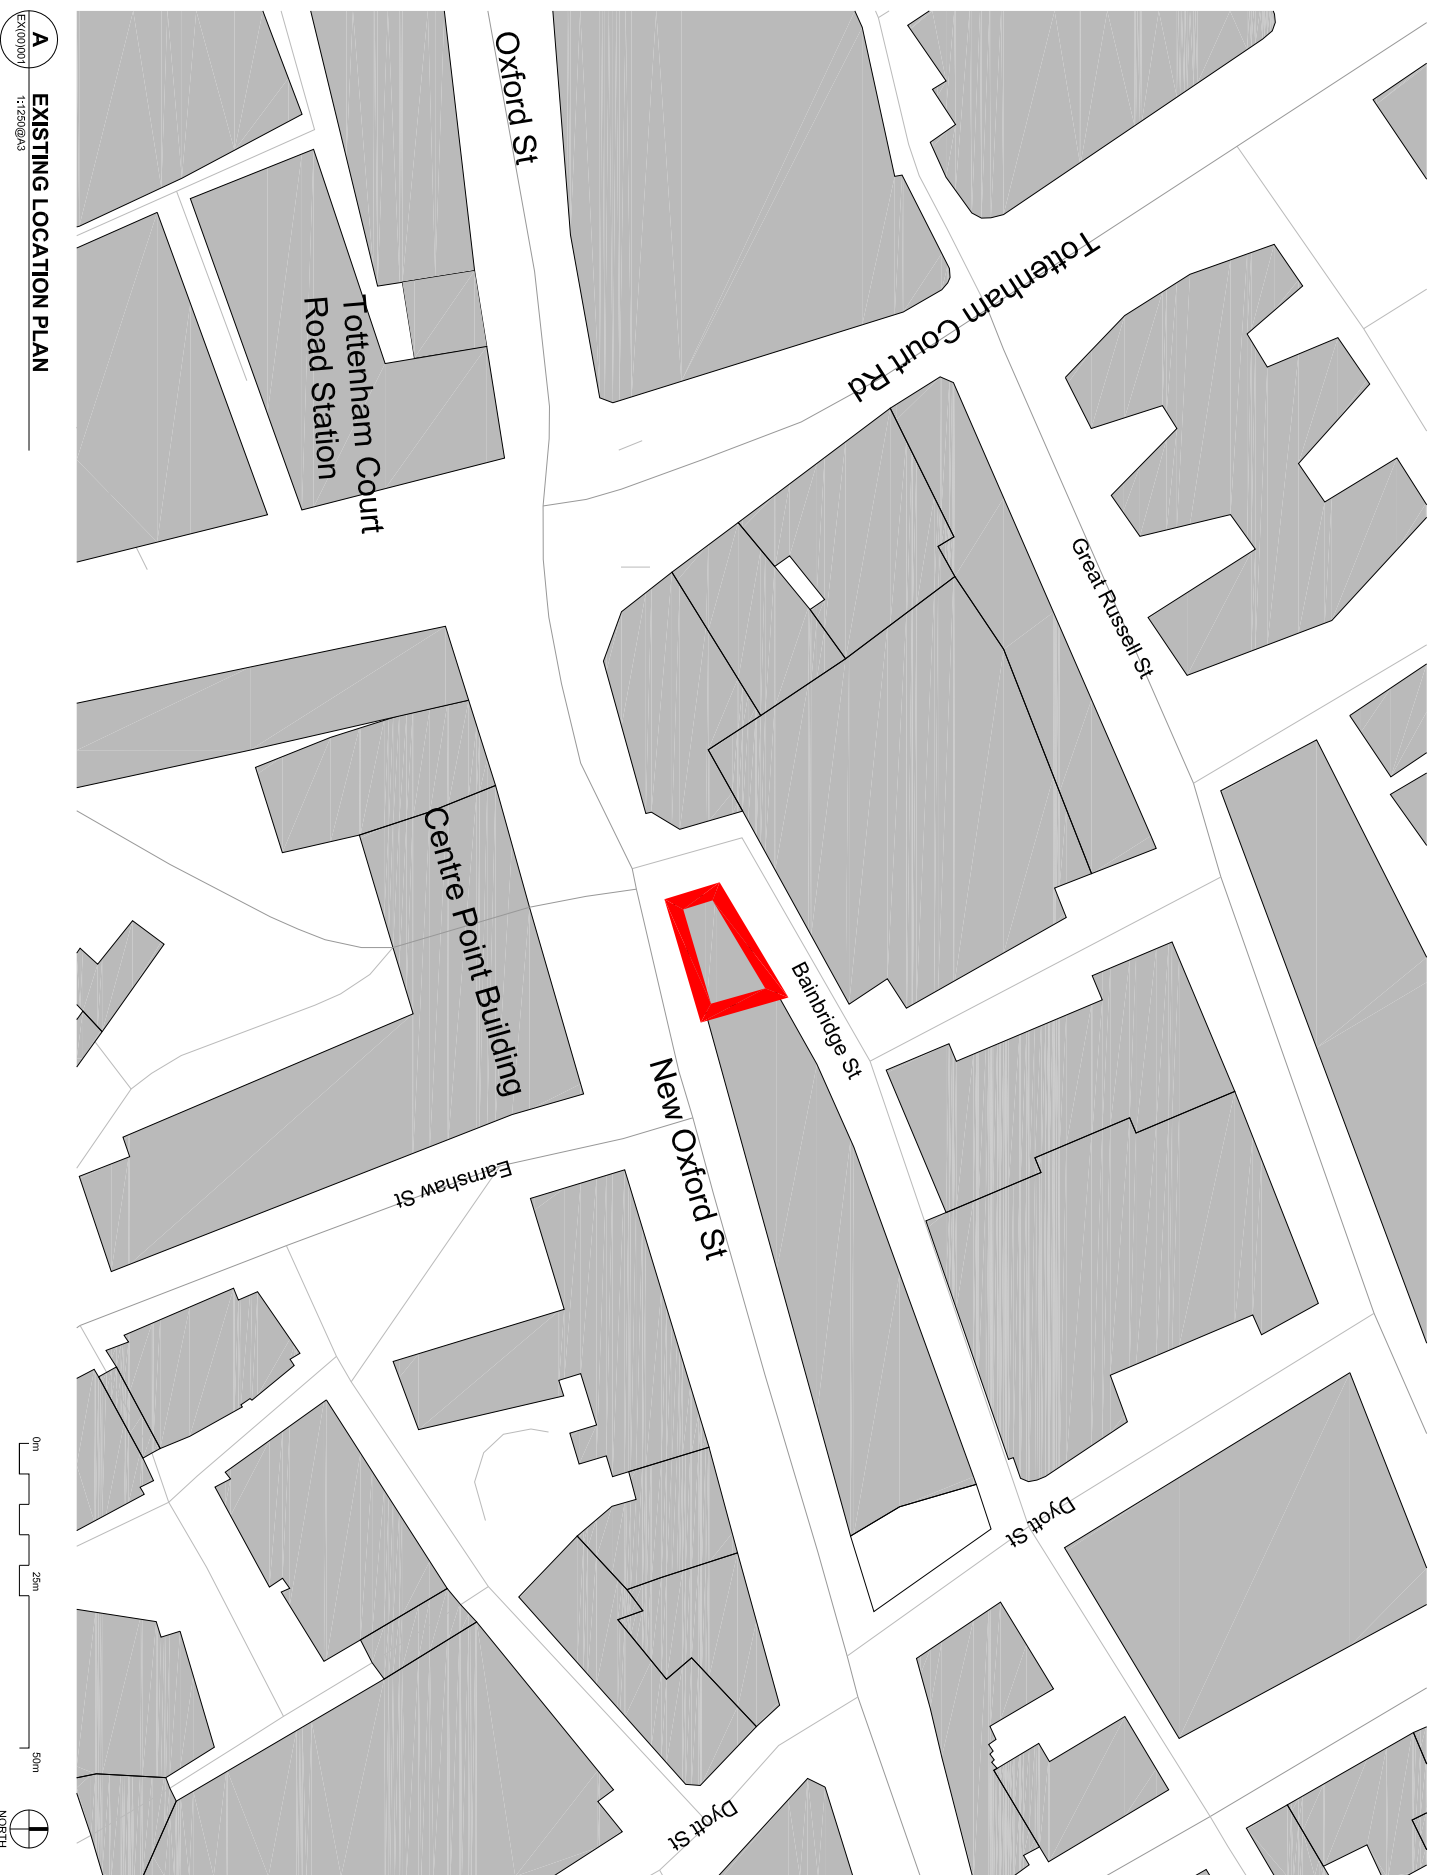 Oxford St
Tottenham Court Rd
Tottenham Court
Road Station
Great Russell St
Centre Point Building
Bainbridge St
New Oxford St
Earnshaw St
Dyott St
Dyott St
A
EX(00)001
EXISTING LOCATION PLAN
1:1250@A3
0m
25m
50m
NORTH